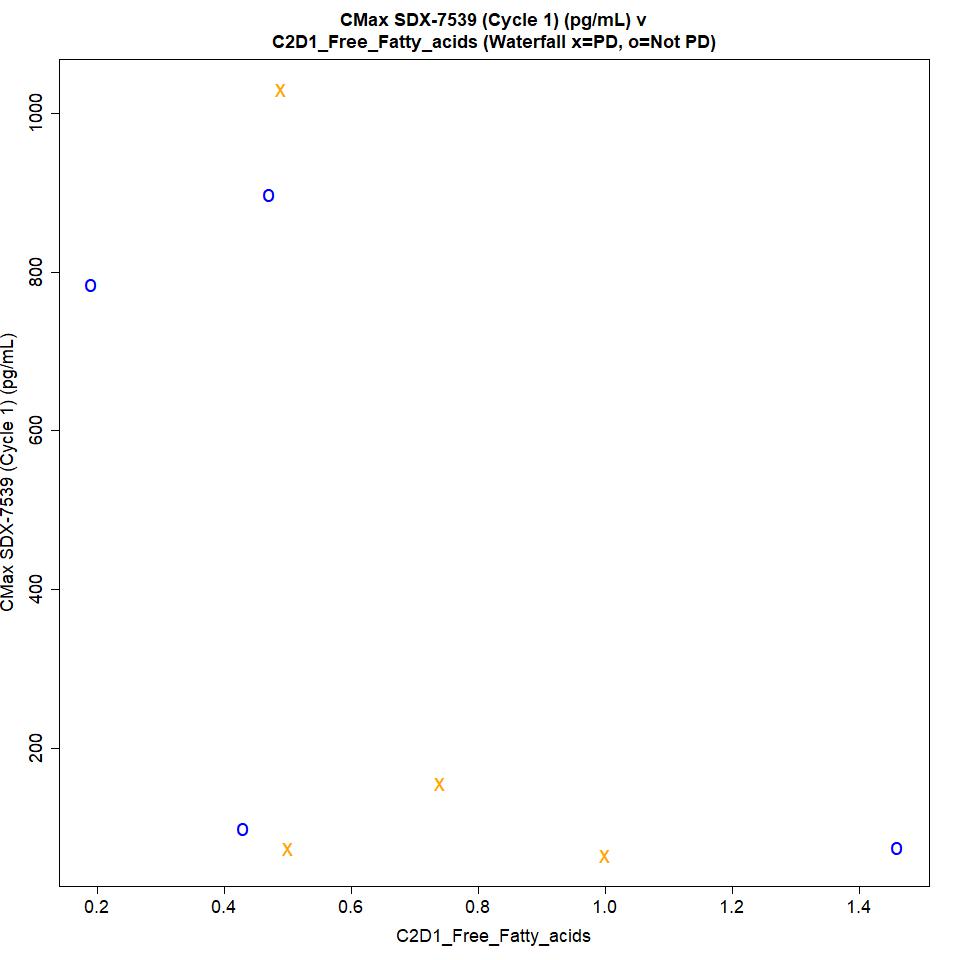 CMax SDX-7539 (Cycle 1) (pg/mL) v
C2D1_Free_Fatty_acids (Waterfall x=PD, o=Not PD)
CMax SDX-7539 (Cycle 1) (pg/mL)
1000
800
600
400
200
X
O
O
X
O
X
X
O
0.2 0.4 0.6 0.8 1.0 1.2 1.4
C2D1_Free_Fatty_acids